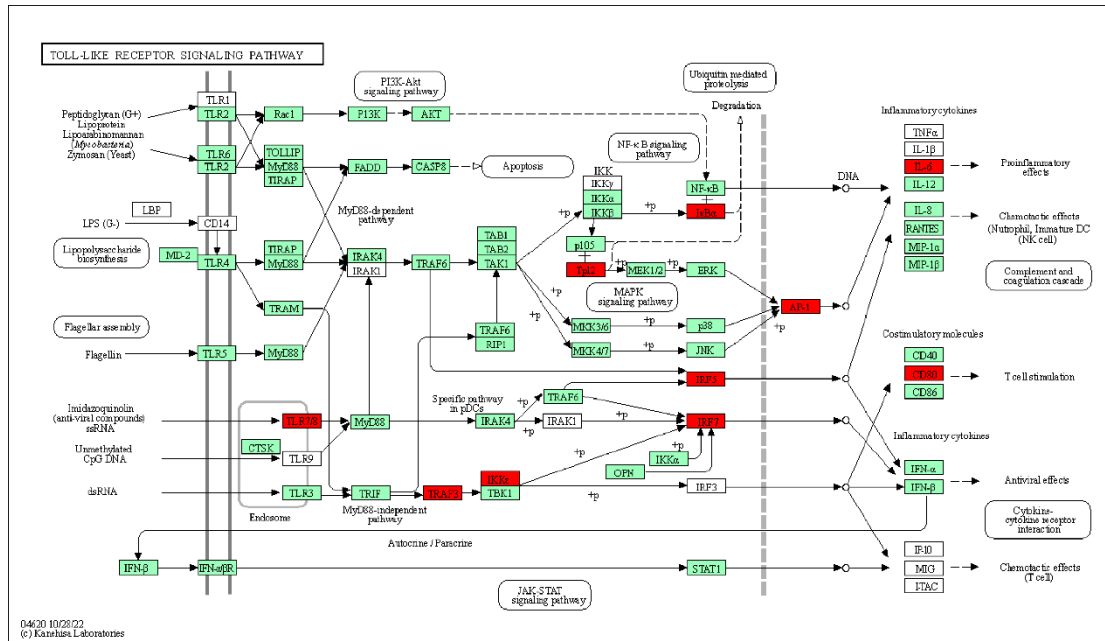 TOLL-LIKE RECEPTOR SIGNALING PATHWAY
PI3K-Akt
signaling pathway
Ubiquitin mediated
proteolysis
Degradation
Peptidoglycan (G+)
Lipoprotein
Lipoarabinomannan
(Mycobacteria)
Zymosan (Yeast)
TLR1
TLR2
Rac1
P13K
AKT
TLR6
TLR2
TOLLIP
MyD88
TIRAP
FADD
CASP8
Apoptosis
NF-κB signaling
pathway
IKK
IKKγ
IKKα
IKKβ
+p
NF-κB
IκBα
+p
DNA
Inflammatory cytokines
TNFα
IL-1β
IL-6
IL-12
Proinflammatory
effects
IL-8
RANTES
MIP-1α
MIP-1β
Chemotactic effects
(Nutrophil, Immature DC
(NK cell)
Complement and
coagulation cascade
LBP
LPS (G-)
CD14
MyD88-dependent
pathway
Lipopolysaccharide
biosynthesis
MD-2
TLR4
TIRAP
MyD88
IRAK4
IRAK1
TRAF6
TAB1
TAB2
TAK1
+p
p105
Tpl2
+p
+p
MEK1/2
+p
ERK
MAPK
signaling pathway
AP-1
+p
TRAM
Flagellar assembly
Flagellin
TLR5
MyD88
TRAF6
RIP1
+p
+p
MKK3/6
+p
p38
MKK4/7
+p
JNK
Costimulatory molecules
CD40
CD80
CD86
T cell stimulation
IRF5
Imidazoquinolin
(anti-viral compounds)
ssRNA
TLR7/8
MyD88
Specific pathway
in pDCs
IRAK4
+p
+p
TRAF6
IRAK1
+p
+p
IRF7
Unmethylated
CpG DNA
CTSK
TLR9
IKKα
OPN
+p
+p
Inflammatory cytokines
IFN-α
IFN-β
Antiviral effects
dsRNA
TLR3
TRIF
TRAF3
IKKε
TBK1
+p
IRF3
Endosome
MyD88-independent
pathway
Cytokine-
cytokine receptor
interaction
Autocrine / Paracrine
IFN-β
IFN-αβR
STAT1
IP-10
MIG
I-TAC
Chemotactic effects
(T cell)
JAK-STAT
signaling pathway
04620 10/28/22
(c) Kanehisa Laboratories